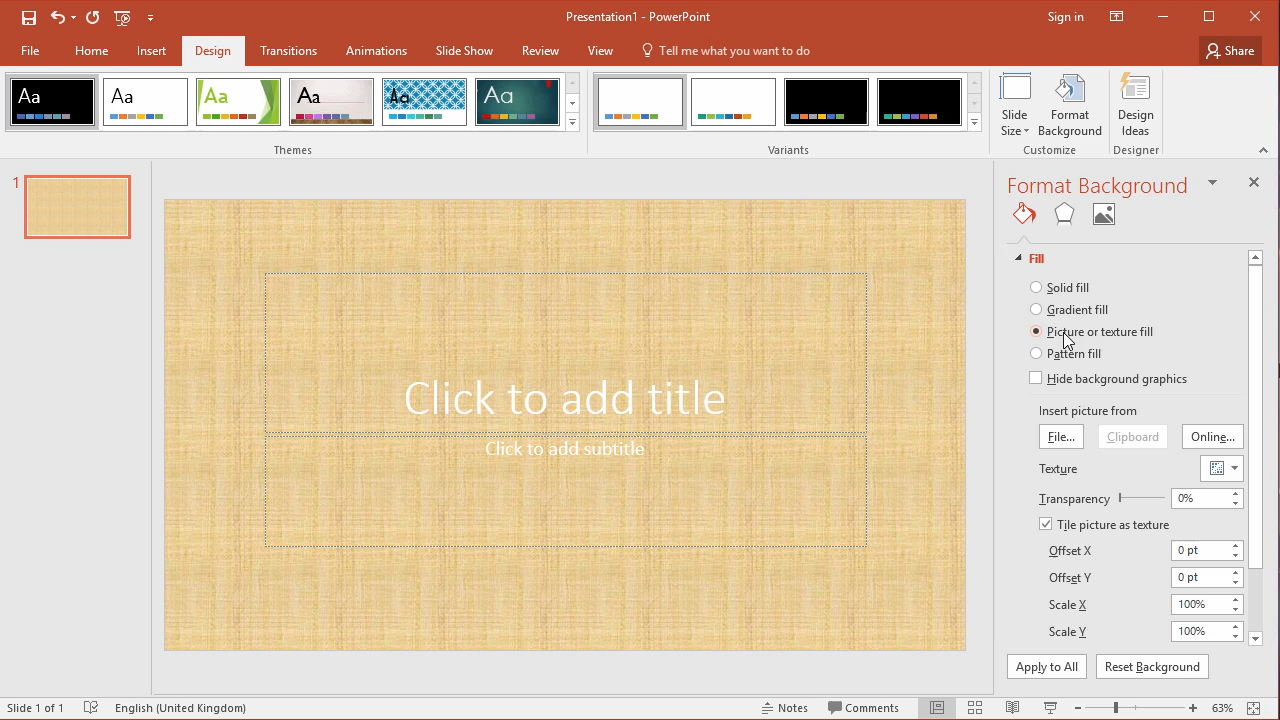 Presentation1 - PowerPoint
Sign in
File Home Insert Design Transitions Animations Slide Show Review View Tell me what you want to do Share
Aa Aa Aa Aa Aa Aa
Slide Size
Format Background
Design Ideas
Themes Variants Customize Designer
1
Click to add title
Click to add subtitle
Format Background
Fill
Solid fill
Gradient fill
Picture or texture fill
Pattern fill
Hide background graphics
Insert picture from
File... Clipboard Online...
Texture
Transparency 0%
Tile picture as texture
Offset X 0 pt
Offset Y 0 pt
Scale X 100%
Scale Y 100%
Apply to All Reset Background
Slide 1 of 1 English (United Kingdom) Notes Comments 63%